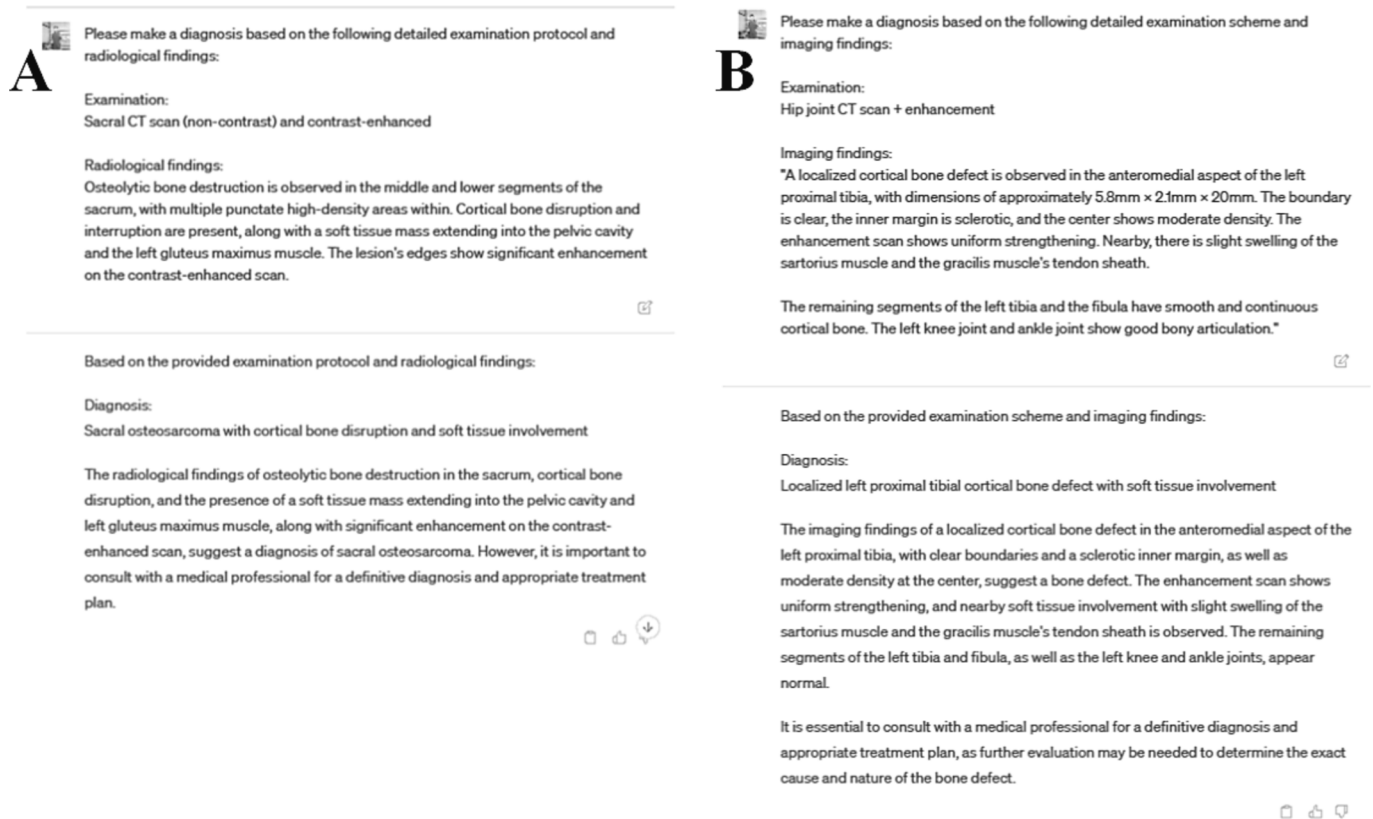 A
Please make a diagnosis based on the following detailed examination protocol and
radiological findings:
Examination:
Sacral CT scan (non-contrast) and contrast-enhanced
Radiological findings:
Osteolytic bone destruction is observed in the middle and lower segments of the
sacrum, with multiple punctate high-density areas within. Cortical bone disruption and
interruption are present, along with a soft tissue mass extending into the pelvic cavity
and the left gluteus maximus muscle. The lesion's edges show significant enhancement
on the contrast-enhanced scan.
Based on the provided examination protocol and radiological findings:
Diagnosis:
Sacral osteosarcoma with cortical bone disruption and soft tissue involvement
The radiological findings of osteolytic bone destruction in the sacrum, cortical bone
disruption, and the presence of a soft tissue mass extending into the pelvic cavity and
left gluteus maximus muscle, along with significant enhancement on the contrast-
enhanced scan, suggest a diagnosis of sacral osteosarcoma. However, it is important to
consult with a medical professional for a definitive diagnosis and appropriate treatment
plan.
B
Please make a diagnosis based on the following detailed examination scheme and
imaging findings:
Examination:
Hip joint CT scan + enhancement
Imaging findings:
"A localized cortical bone defect is observed in the anteromedial aspect of the left
proximal tibia, with dimensions of approximately 5.8mm × 2.1mm × 20mm. The boundary
is clear, the inner margin is sclerotic, and the center shows moderate density. The
enhancement scan shows uniform strengthening. Nearby, there is slight swelling of the
sartorius muscle and the gracilis muscle's tendon sheath.
The remaining segments of the left tibia and the fibula have smooth and continuous
cortical bone. The left knee joint and ankle joint show good bony articulation."
Based on the provided examination scheme and imaging findings:
Diagnosis:
Localized left proximal tibial cortical bone defect with soft tissue involvement
The imaging findings of a localized cortical bone defect in the anteromedial aspect of the
left proximal tibia, with clear boundaries and a sclerotic inner margin, as well as
moderate density at the center, suggest a bone defect. The enhancement scan shows
uniform strengthening, and nearby soft tissue involvement with slight swelling of the
sartorius muscle and the gracilis muscle's tendon sheath is observed. The remaining
segments of the left tibia and fibula, as well as the left knee and ankle joints, appear
normal.
It is essential to consult with a medical professional for a definitive diagnosis and
appropriate treatment plan, as further evaluation may be needed to determine the exact
cause and nature of the bone defect.